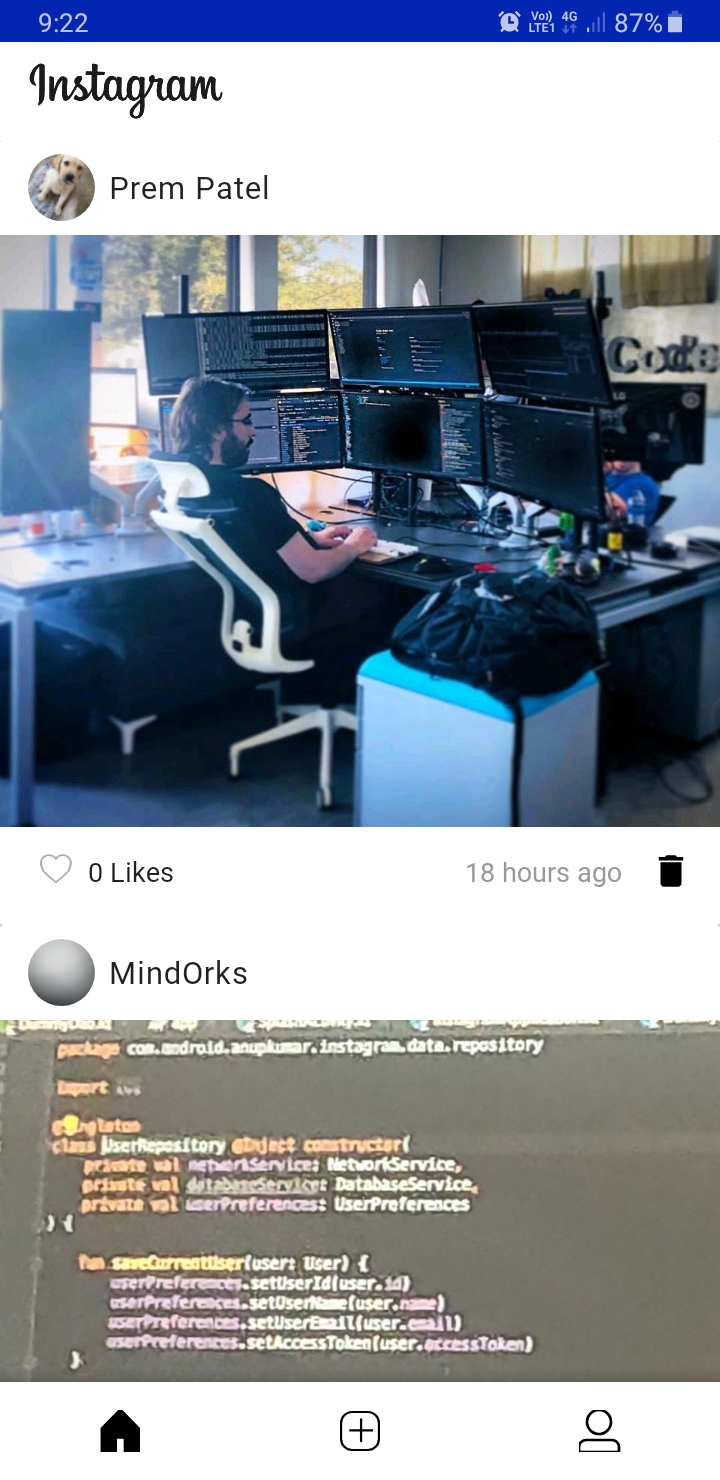 9:22
Vo)) 4G
LTE1
87%
Instagram
Prem Patel
Code
LG
0 Likes
18 hours ago
MindOrks
package com.android.anupkumar.instagram.data.repository
import ...
@Singleton
class UserRepository @Inject constructor(
private val networkService: NetworkService,
private val databaseService: DatabaseService,
private val userPreferences: UserPreferences
) {
fun saveCurrentUser(user: User) {
userPreferences.setUserId(user.id)
userPreferences.setUserName(user.name)
userPreferences.setUserEmail(user.email)
userPreferences.setAccessToken(user.accessToken)
}